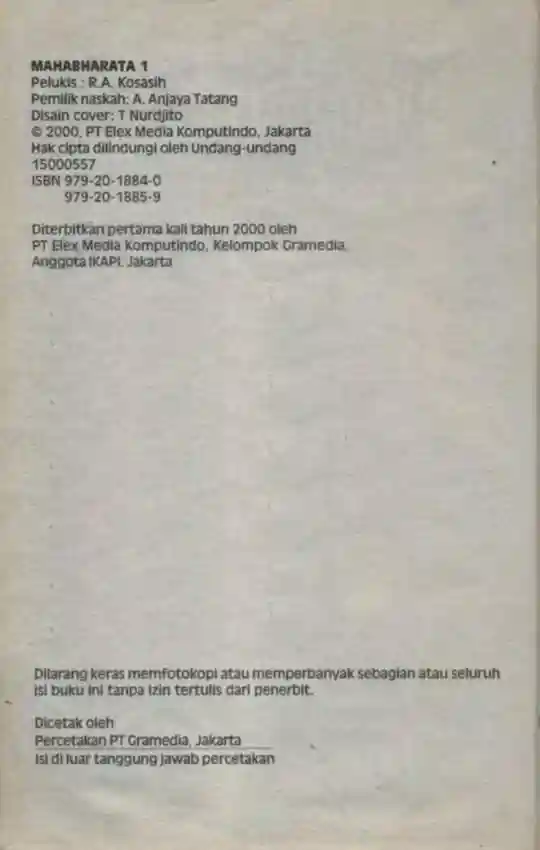 MAHABHARATA 1
Pelukis : R.A. Kosasih
Pemilik naskah: A. Anjaya Tatang
Disain cover: T Nurdjito
© 2000, PT Elex Media Komputindo, Jakarta
Hak cipta dilindungi oleh Undang-undang
15000557
ISBN 979-20-1884-0
979-20-1885-9
Diterbitkan pertama kali tahun 2000 oleh
PT Elex Media Komputindo, Kelompok Gramedia,
Anggota IKAPI, Jakarta
Dilarang keras memfotokopi atau memperbanyak sebagian atau seluruh
isi buku ini tanpa izin tertulis dari penerbit.
Dicetak oleh
Percetakan PT Gramedia, Jakarta
Isi di luar tanggung jawab percetakan